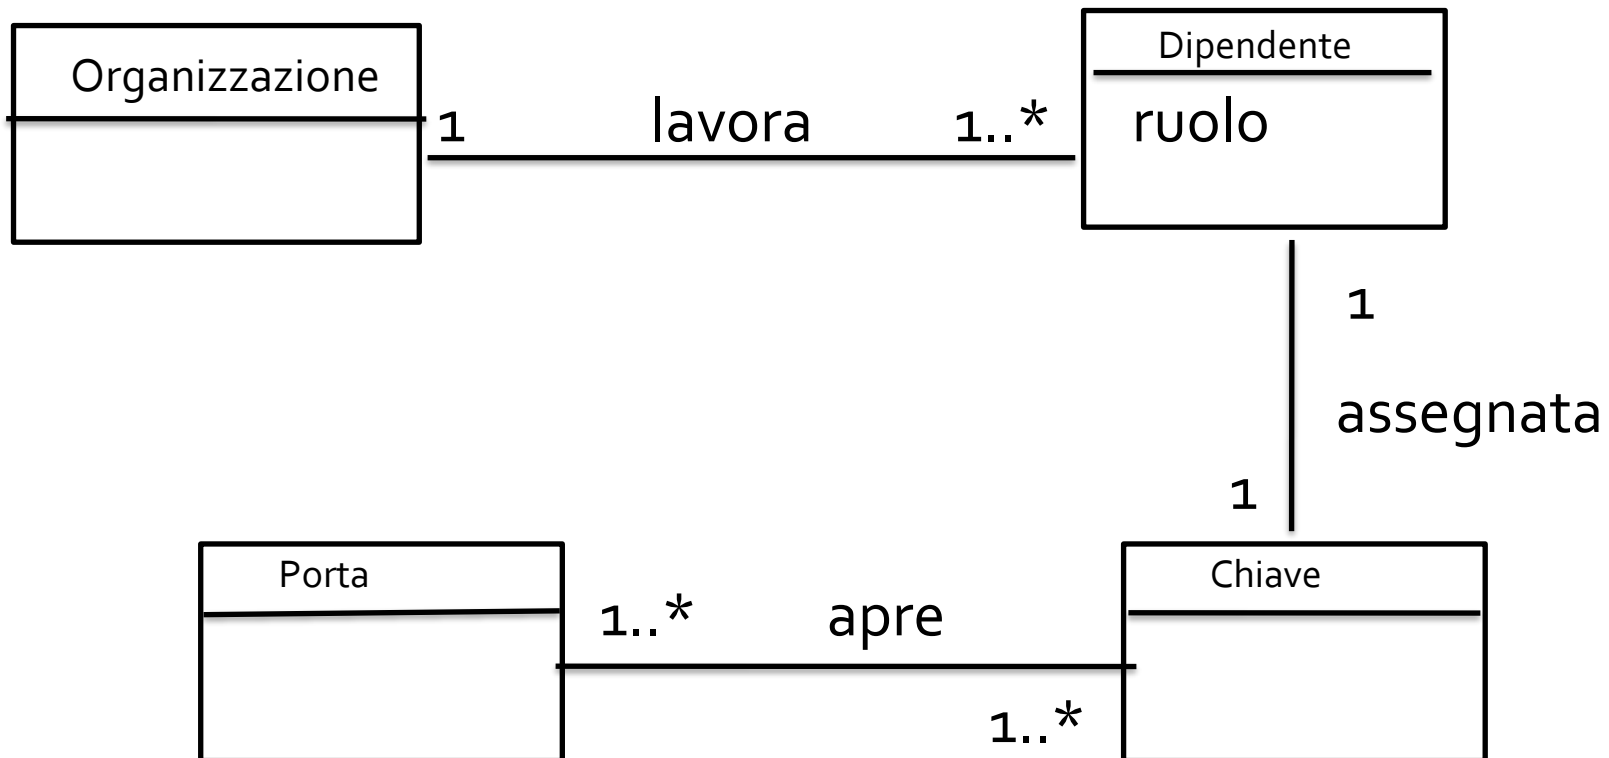 Organizzazione
Dipendente
1 lavora 1..* ruolo
1
assegnata
1
Porta
Chiave
1..* apre
1..*